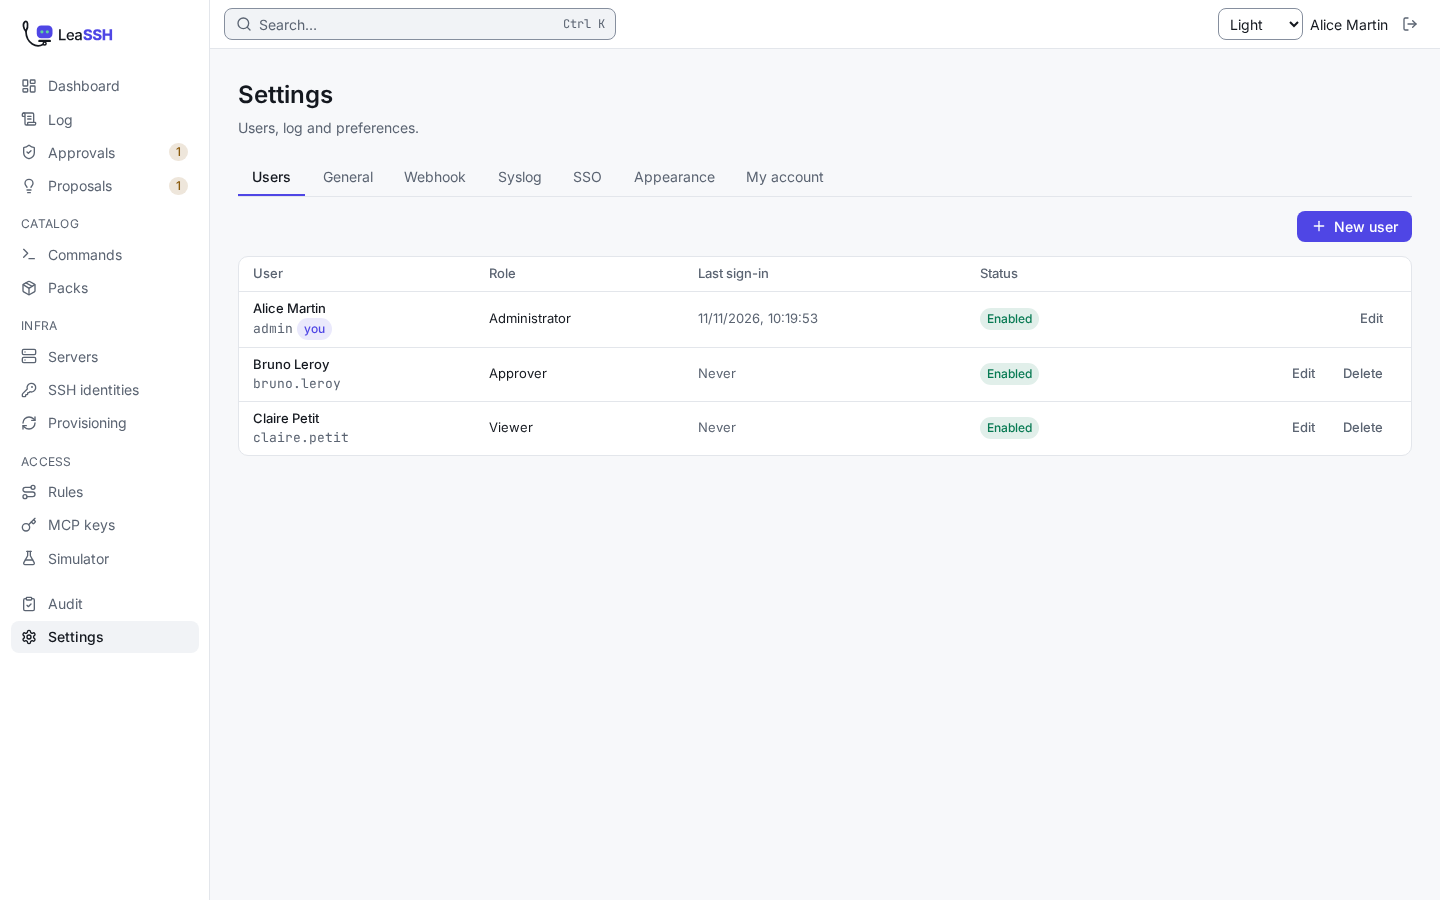 LeaSSH
Search...
Ctrl K
Light
Alice Martin
Dashboard
Log
Approvals 1
Proposals 1
CATALOG
Commands
Packs
INFRA
Servers
SSH identities
Provisioning
ACCESS
Rules
MCP keys
Simulator
Audit
Settings
Settings
Users, log and preferences.
Users General Webhook Syslog SSO Appearance My account
New user
User Role Last sign-in Status
Alice Martin
admin you
Administrator 11/11/2026, 10:19:53 Enabled Edit
Bruno Leroy
bruno.leroy
Approver Never Enabled Edit Delete
Claire Petit
claire.petit
Viewer Never Enabled Edit Delete